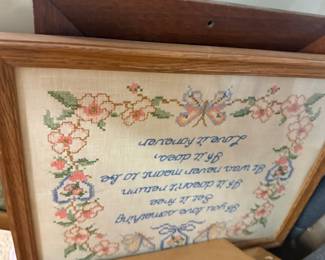 If you love something
Set it free
If it doesn't return
It was never meant to be
If it does,
Love it forever